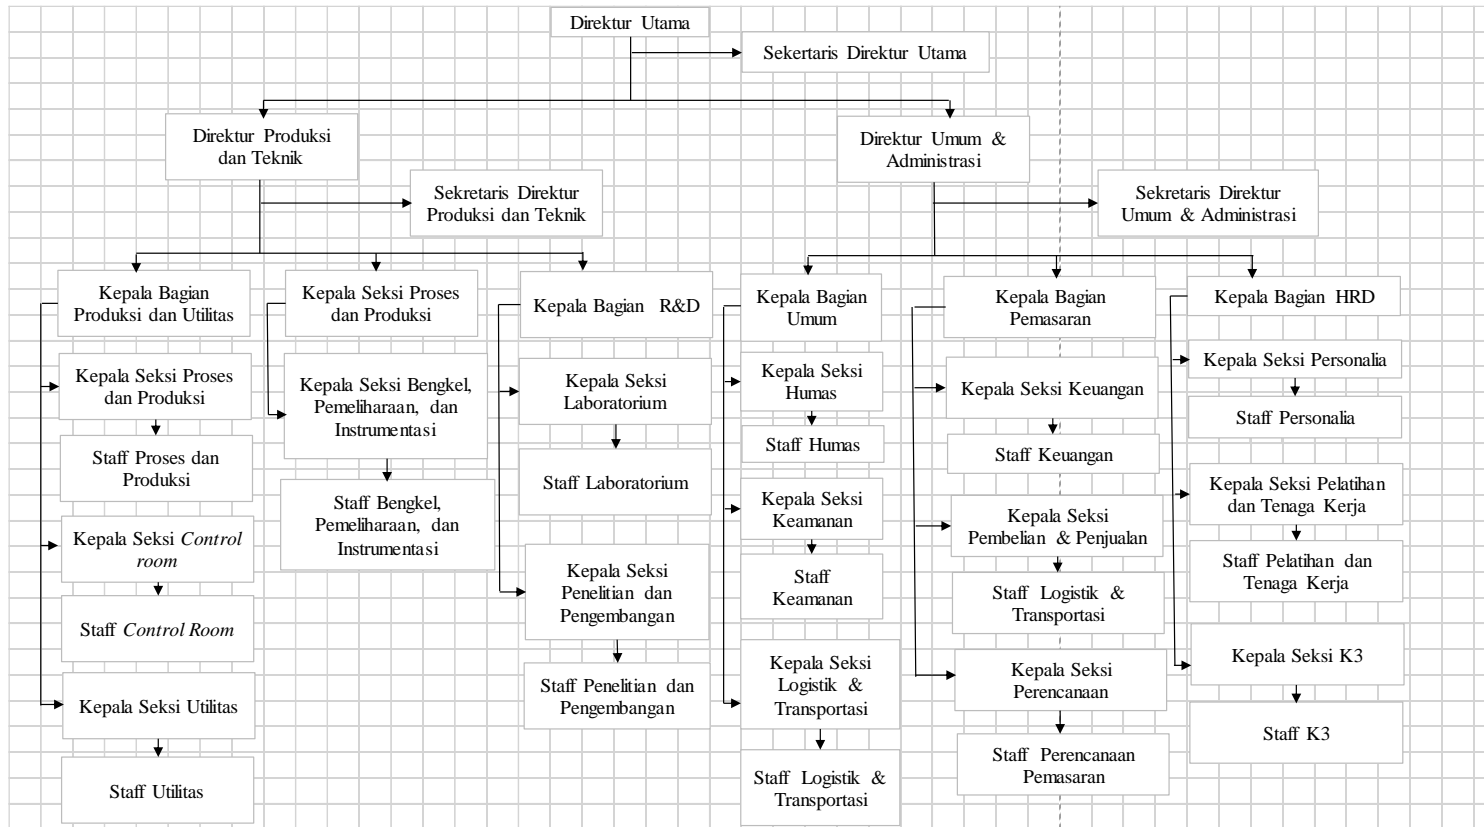 Direktur Utama
Sekertaris Direktur Utama
Direktur Produksi
dan Teknik
Direktur Umum &
Administrasi
Sekretaris Direktur
Produksi dan Teknik
Sekretaris Direktur
Umum & Administrasi
Kepala Bagian
Produksi dan Utilitas
Kepala Seksi Proses
dan Produksi
Kepala Seksi Proses
dan Produksi
Staff Proses dan
Produksi
Kepala Seksi Control
room
Staff Control Room
Kepala Seksi Utilitas
Staff Utilitas
Kepala Seksi Bengkel,
Pemeliharaan, dan
Instrumentasi
Staff Bengkel,
Pemeliharaan, dan
Instrumentasi
Kepala Bagian R&D
Kepala Seksi
Laboratorium
Staff Laboratorium
Kepala Seksi
Penelitian dan
Pengembangan
Staff Penelitian dan
Pengembangan
Kepala Bagian
Umum
Kepala Seksi
Humas
Staff Humas
Kepala Seksi
Keamanan
Staff
Keamanan
Kepala Seksi
Logistik &
Transportasi
Staff Logistik &
Transportasi
Kepala Bagian
Pemasaran
Kepala Seksi Keuangan
Staff Keuangan
Kepala Seksi
Pembelian & Penjualan
Staff Logistik &
Transportasi
Kepala Seksi
Perencanaan
Staff Perencanaan
Pemasaran
Kepala Bagian HRD
Kepala Seksi Personalia
Staff Personalia
Kepala Seksi Pelatihan
dan Tenaga Kerja
Staff Pelatihan dan
Tenaga Kerja
Kepala Seksi K3
Staff K3